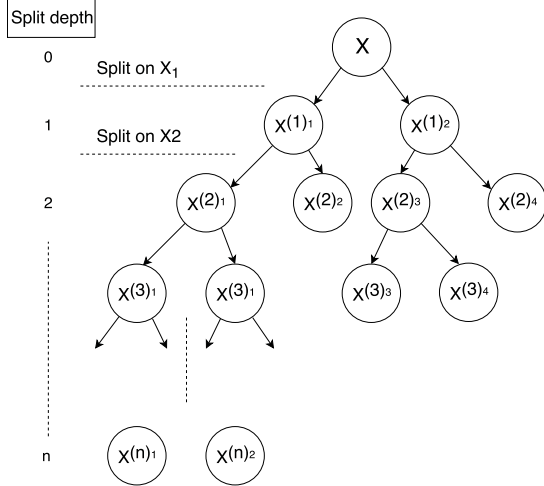 Split depth
0
X
Split on X₁
1
X⁽¹⁾₁
X⁽¹⁾₂
Split on X2
2
X⁽²⁾₁
X⁽²⁾₂
X⁽²⁾₃
X⁽²⁾₄
X⁽³⁾₁
X⁽³⁾₁
X⁽³⁾₃
X⁽³⁾₄
n
X⁽ⁿ⁾₁
X⁽ⁿ⁾₂